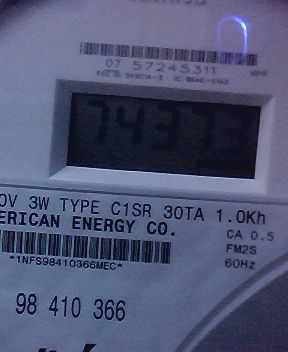 07 57245311
74373
0V 3W TYPE C1SR 30TA 1.0Kh
ERICAN ENERGY CO.
CA 0.5
FM2S
*1NFS98410366MEC*
60Hz
98 410 366